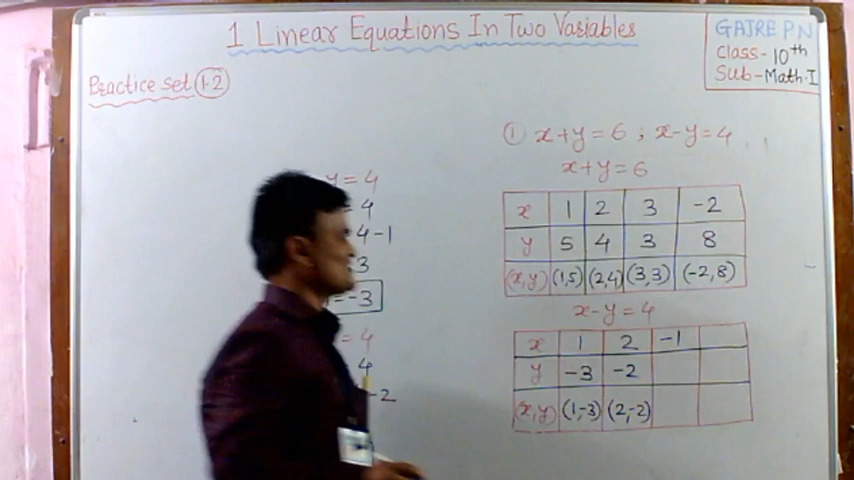 1 Linear Equations In Two Variables
GAJRE PN
Class-10th
Sub-Math.I
Practice Set 1.2
y = 4
= 4
4-1
3
= -3
= 4
4
-2
① x+y=6 ; x-y=4
x+y=6
x 1 2 3 -2
y 5 4 3 8
(x,y) (1,5) (2,4) (3,3) (-2,8)
x-y=4
x 1 2 -1
y -3 -2
(x,y) (1,-3) (2,-2)